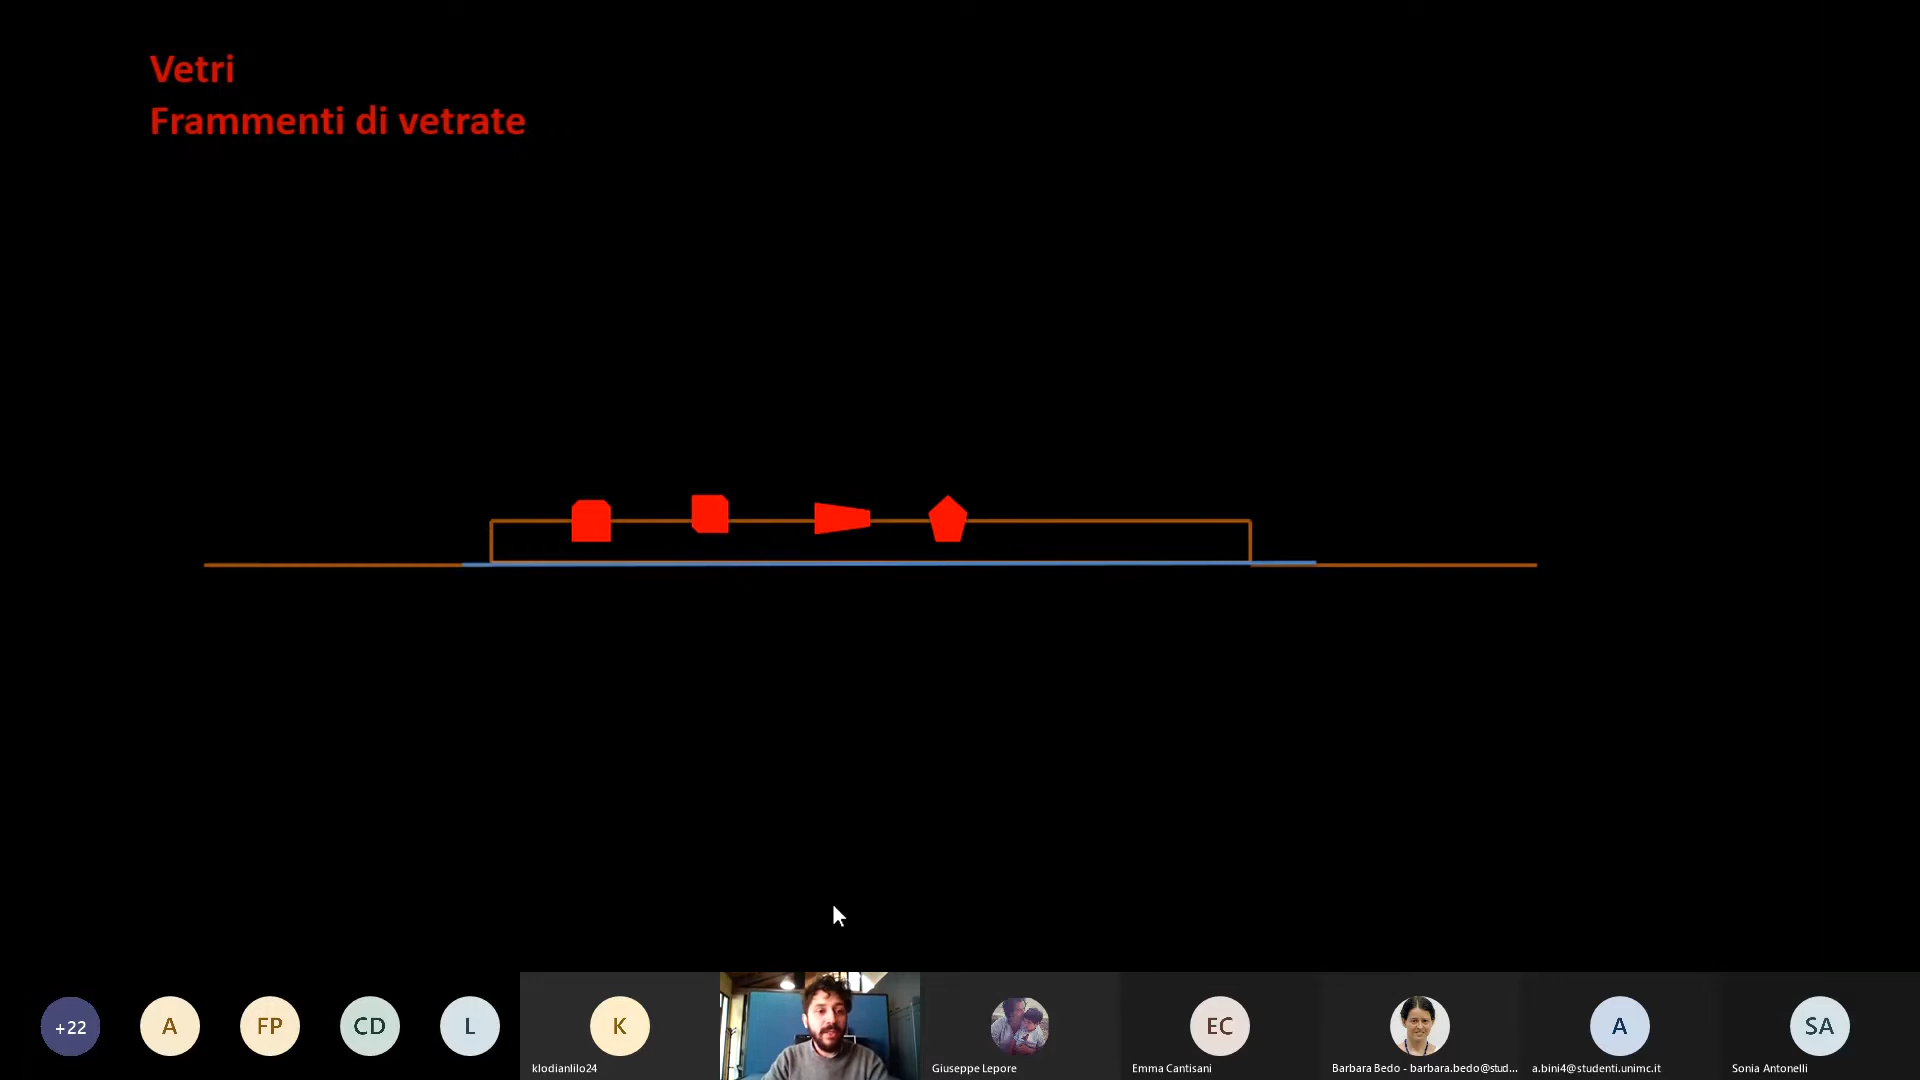 Vetri
Frammenti di vetrate
+22
A
FP
CD
L
K
EC
A
SA
klodianlilo24
Giuseppe Lepore
Emma Cantisani
Barbara Bedo - barbara.bedo@stud...
a.bini4@studenti.unimc.it
Sonia Antonelli